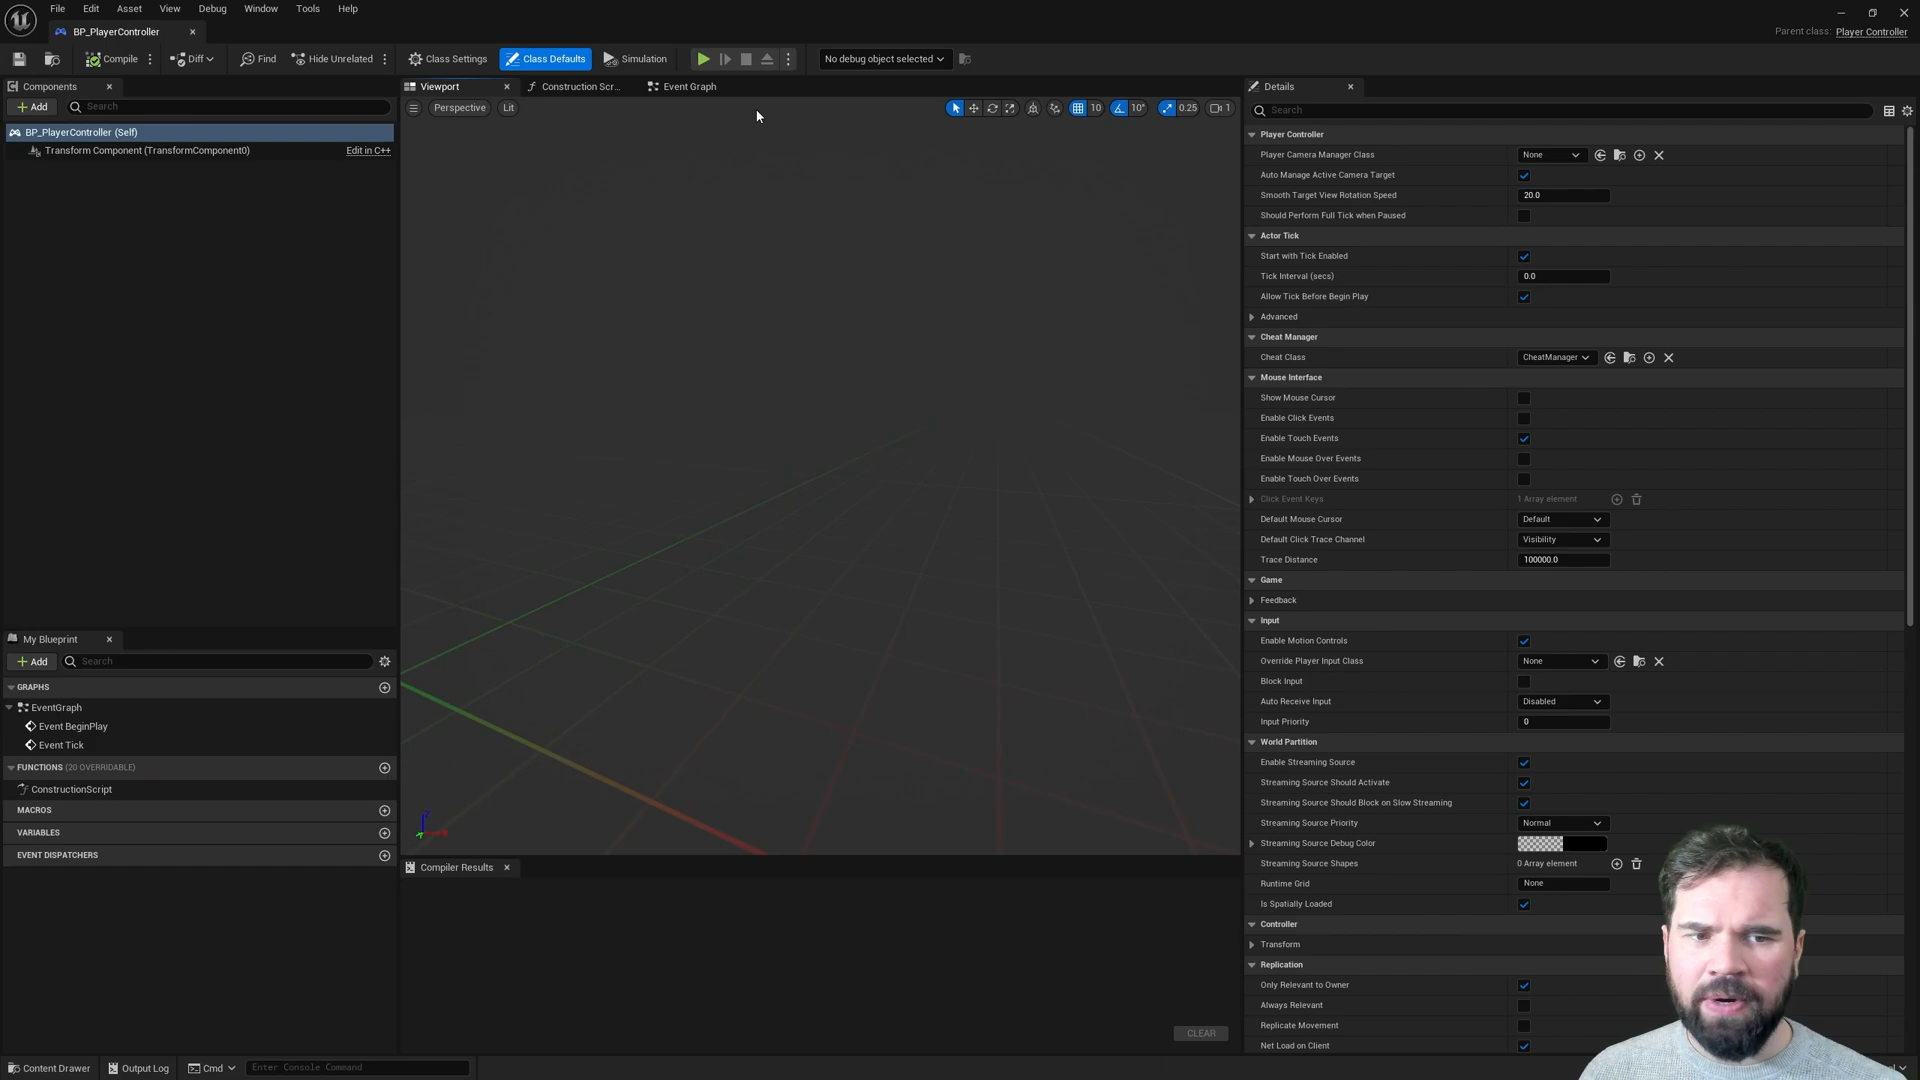 File Edit Asset View Debug Window Tools Help
BP_PlayerController
Parent class: Player Controller
Compile Diff Find Hide Unrelated Class Settings Class Defaults Simulation No debug object selected
Components
Add Search
BP_PlayerController (Self)
Transform Component (TransformComponent0) Edit in C++
My Blueprint
Add Search
GRAPHS
EventGraph
Event BeginPlay
Event Tick
FUNCTIONS (20 OVERRIDABLE)
ConstructionScript
MACROS
VARIABLES
EVENT DISPATCHERS
Viewport Construction Scr... Event Graph
Perspective Lit 10 10° 0.25 1
Z
Compiler Results
CLEAR
Details
Search
Player Controller
Player Camera Manager Class None
Auto Manage Active Camera Target
Smooth Target View Rotation Speed 20.0
Should Perform Full Tick when Paused
Actor Tick
Start with Tick Enabled
Tick Interval (secs) 0.0
Allow Tick Before Begin Play
Advanced
Cheat Manager
Cheat Class CheatManager
Mouse Interface
Show Mouse Cursor
Enable Click Events
Enable Touch Events
Enable Mouse Over Events
Enable Touch Over Events
Click Event Keys 1 Array element
Default Mouse Cursor Default
Default Click Trace Channel Visibility
Trace Distance 100000.0
Game
Feedback
Input
Enable Motion Controls
Override Player Input Class None
Block Input
Auto Receive Input Disabled
Input Priority 0
World Partition
Enable Streaming Source
Streaming Source Should Activate
Streaming Source Should Block on Slow Streaming
Streaming Source Priority Normal
Streaming Source Debug Color
Streaming Source Shapes 0 Array element
Runtime Grid None
Is Spatially Loaded
Controller
Transform
Replication
Only Relevant to Owner
Always Relevant
Replicate Movement
Net Load on Client
Content Drawer Output Log Cmd Enter Console Command